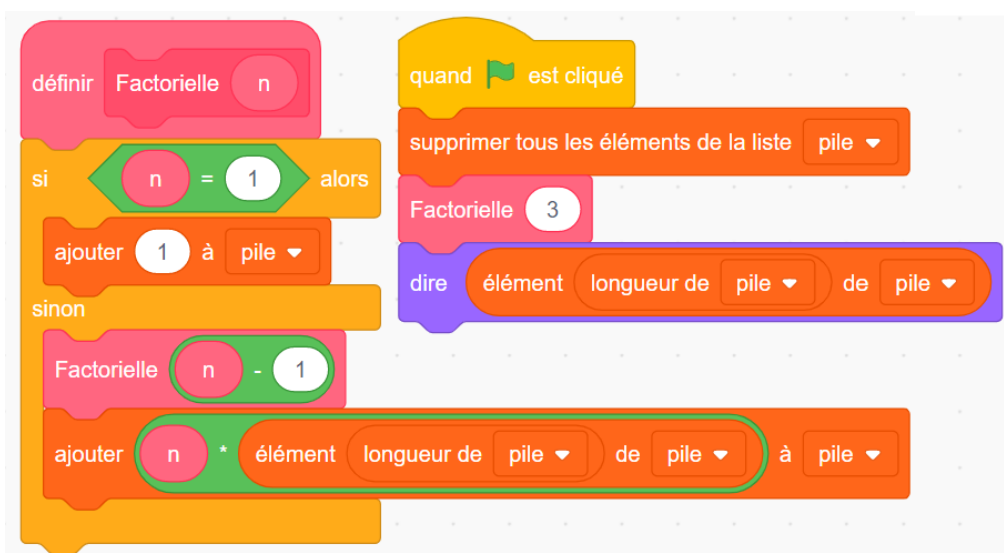 définir Factorielle n
si n = 1 alors
ajouter 1 à pile
sinon
Factorielle n - 1
ajouter n * élément longueur de pile de pile à pile
quand est cliqué
supprimer tous les éléments de la liste pile
Factorielle 3
dire élément longueur de pile de pile